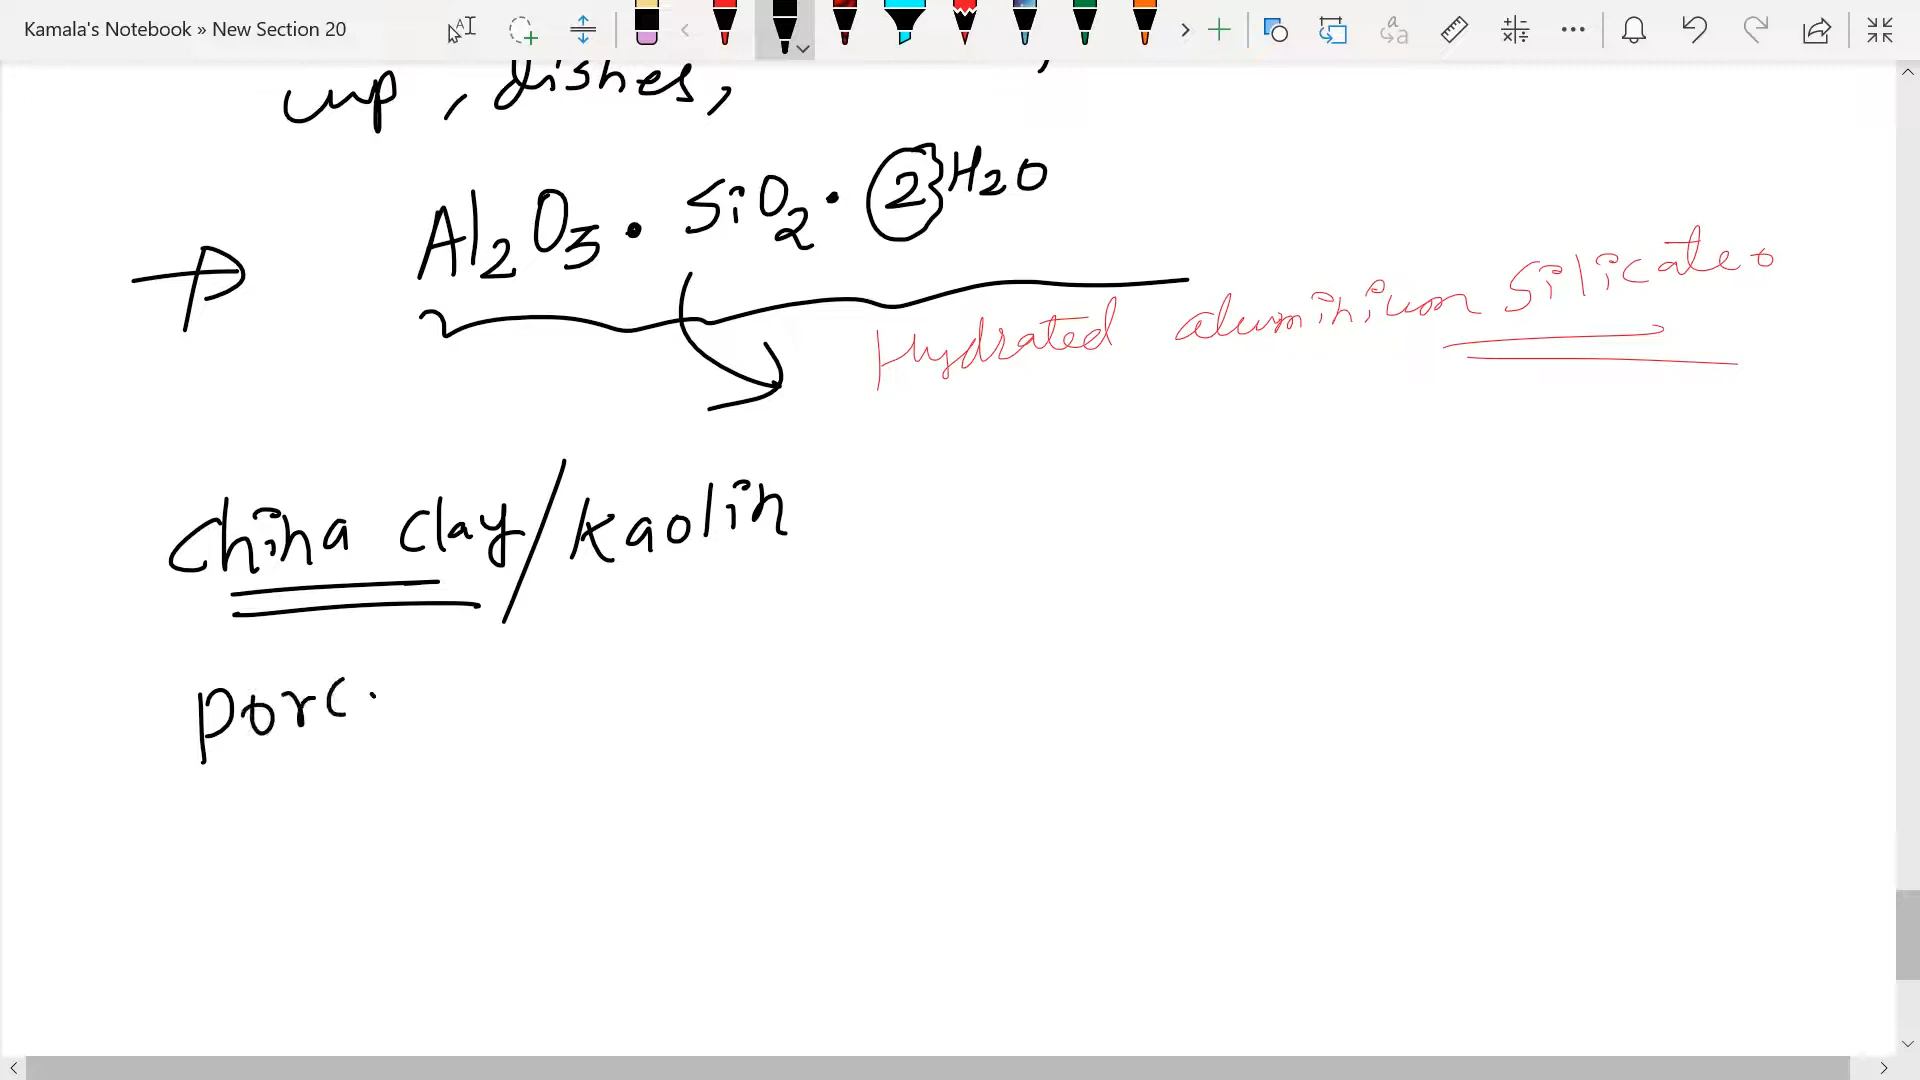 Kamala's Notebook » New Section 20
cup, dishes,
→ Al₂O₃ · SiO₂ · 2H₂O
Hydrated aluminium silicate
China clay/Kaolin
porc